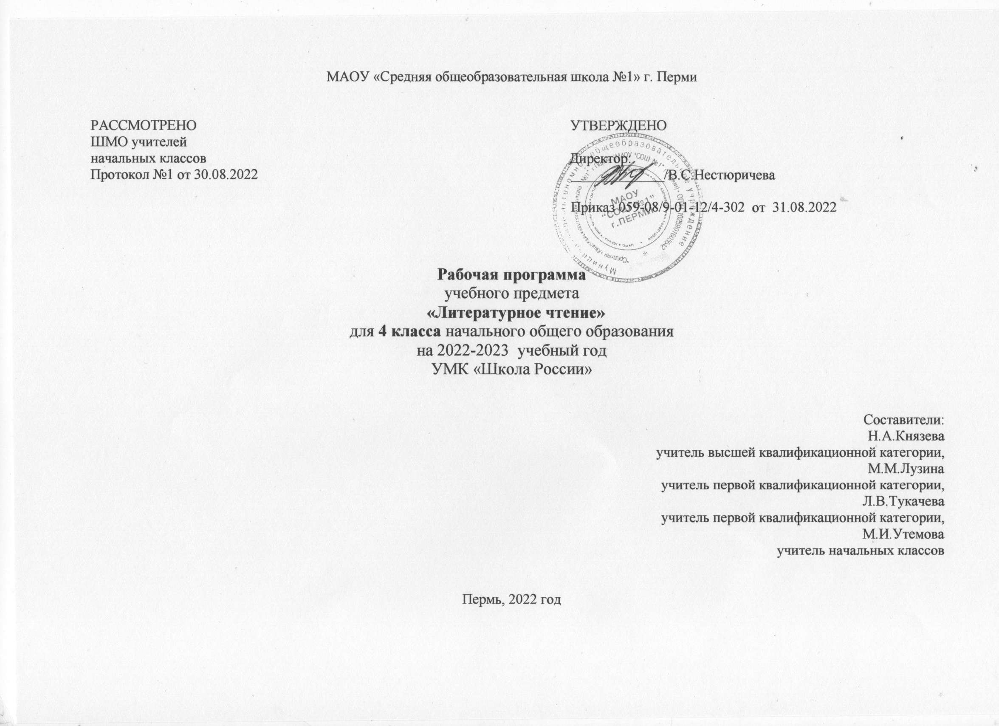 МАОУ «Средняя общеобразовательная школа №1» г. Перми
РАССМОТРЕНО
ШМО учителей
начальных классов
Протокол №1 от 30.08.2022
УТВЕРЖДЕНО
Директор:
/В.С.Нестюричева
Приказ 059-08/9-01-12/4-302 от 31.08.2022
общеобразовательное учреждение
МАОУ
"СОШ №1"
г.ПЕРМИ
Рабочая программа
учебного предмета
«Литературное чтение»
для 4 класса начального общего образования
на 2022-2023 учебный год
УМК «Школа России»
Составители:
Н.А.Князева
учитель высшей квалификационной категории,
М.М.Лузина
учитель первой квалификационной категории,
Л.В.Тукачева
учитель первой квалификационной категории,
М.И.Утемова
учитель начальных классов
Пермь, 2022 год